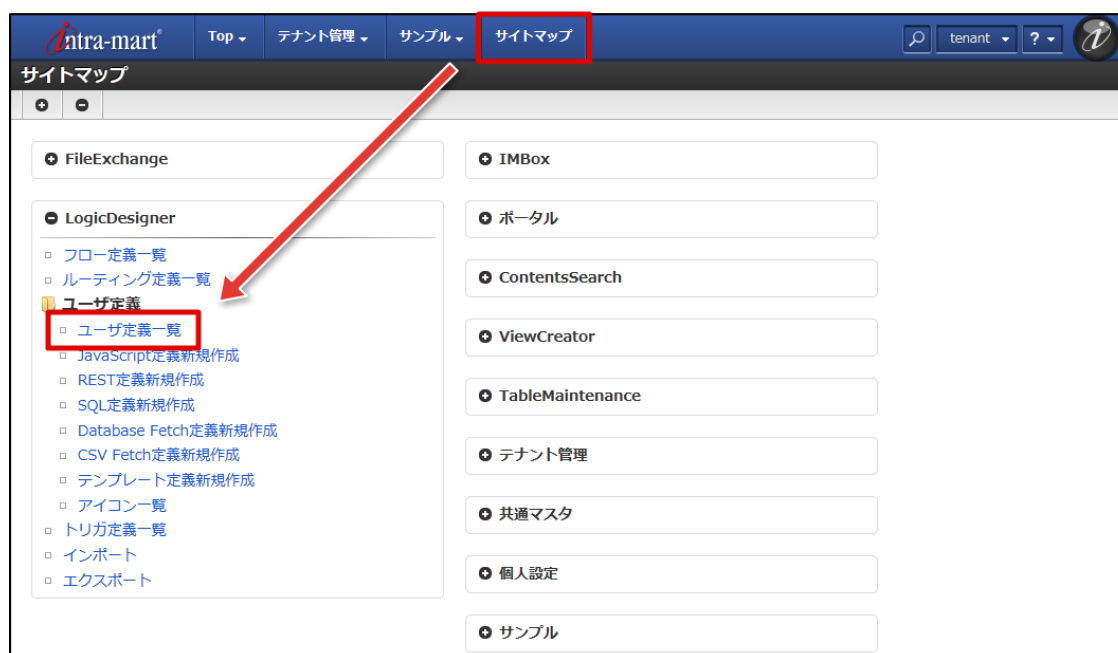 intra-mart® Top テナント管理 サンプル サイトマップ tenant ?
サイトマップ
FileExchange
LogicDesigner
フロー定義一覧
ルーティング定義一覧
ユーザ定義
ユーザ定義一覧
JavaScript定義新規作成
REST定義新規作成
SQL定義新規作成
Database Fetch定義新規作成
CSV Fetch定義新規作成
テンプレート定義新規作成
アイコン一覧
トリガ定義一覧
インポート
エクスポート
IMBox
ポータル
ContentsSearch
ViewCreator
TableMaintenance
テナント管理
共通マスタ
個人設定
サンプル